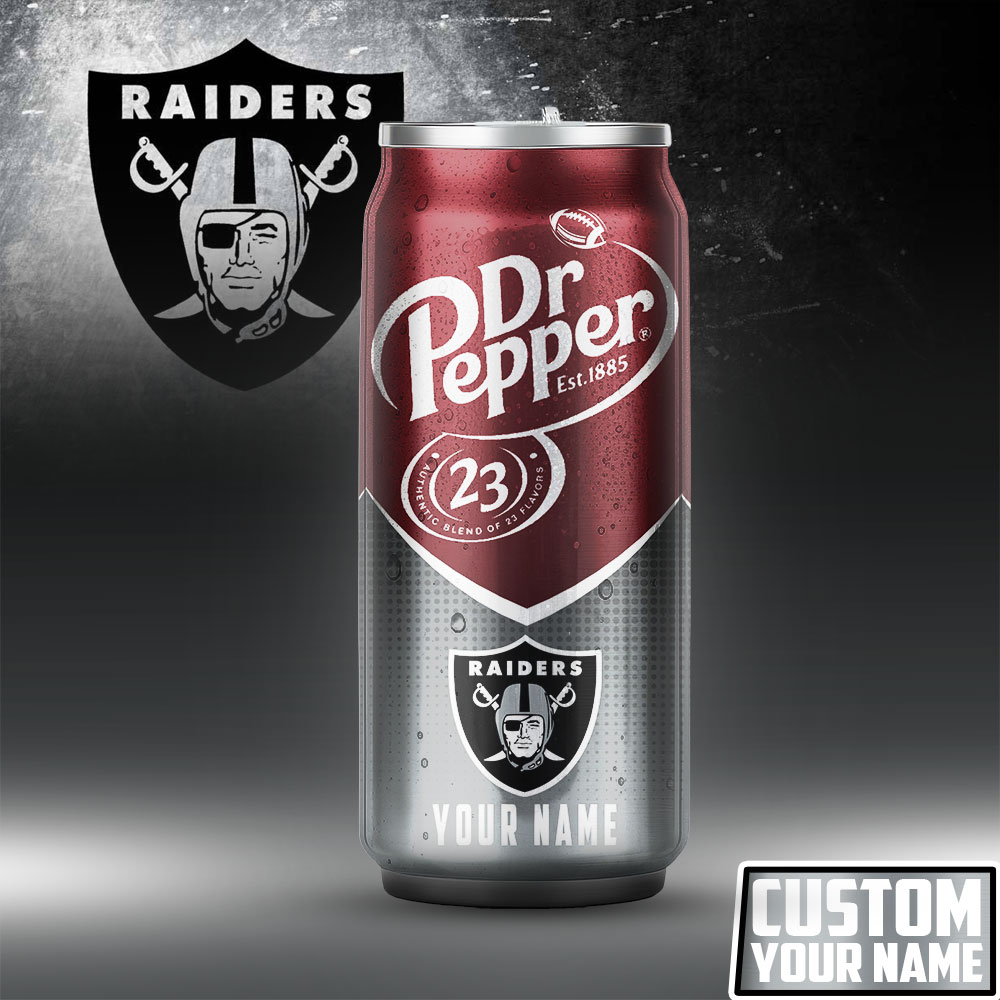 RAIDERS
Dr
Pepper®
Est.1885
23
AUTHENTIC BLEND OF 23 FLAVORS
RAIDERS
YOUR NAME
CUSTOM
YOUR NAME